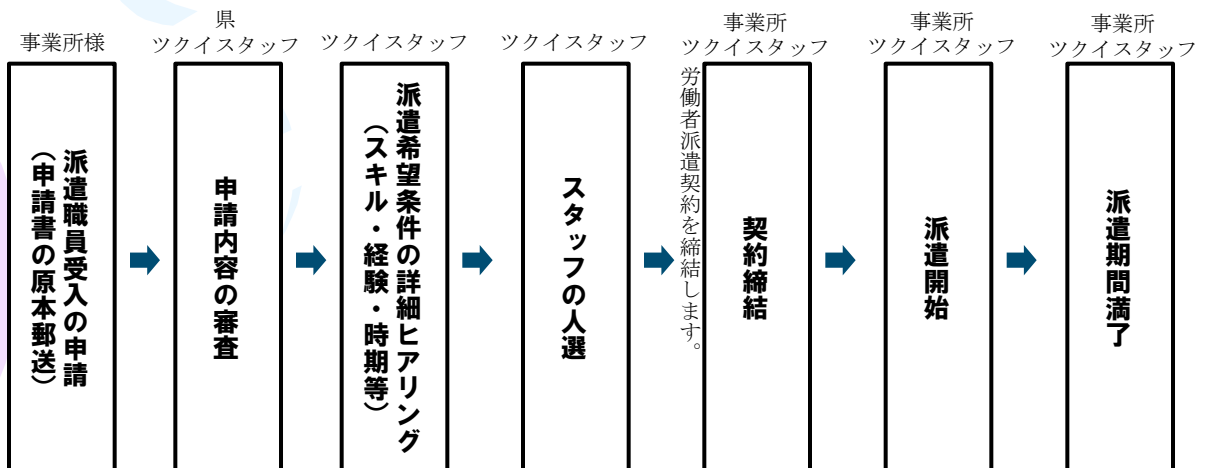 事業所様
派遣職員受入の申請
（申請書の原本郵送）
県
ツクイスタッフ
申請内容の審査
ツクイスタッフ
派遣希望条件の詳細ヒアリング
（スキル・経験・時期等）
ツクイスタッフ
スタッフの人選
事業所
ツクイスタッフ
契約締結
労働者派遣契約を締結します。
事業所
ツクイスタッフ
派遣開始
事業所
ツクイスタッフ
派遣期間満了